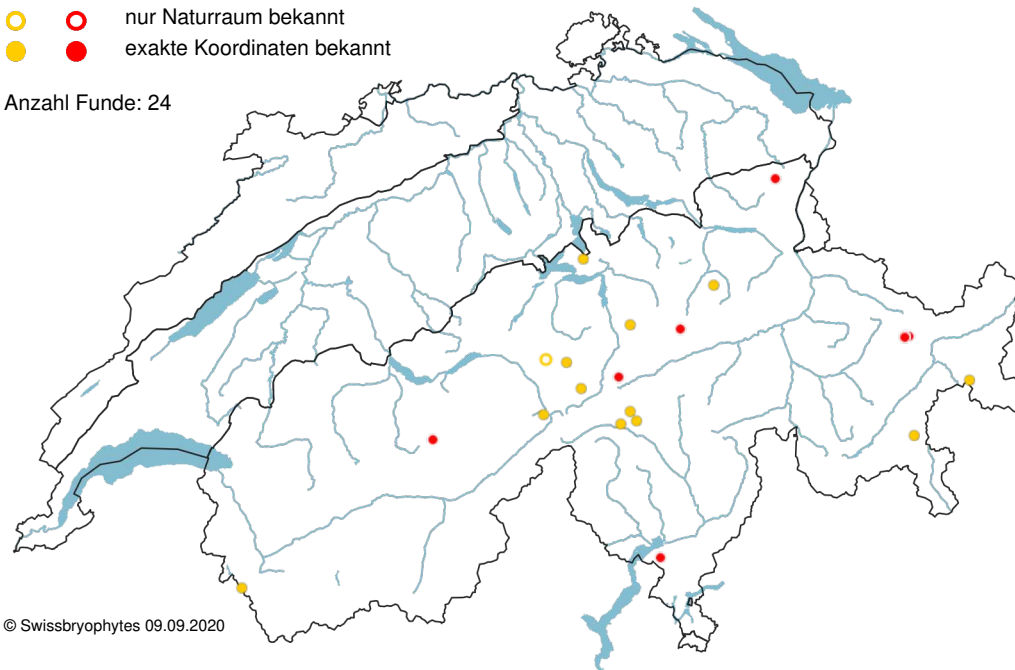 nur Naturraum bekannt
exakte Koordinaten bekannt
Anzahl Funde: 24
© Swissbryophytes 09.09.2020